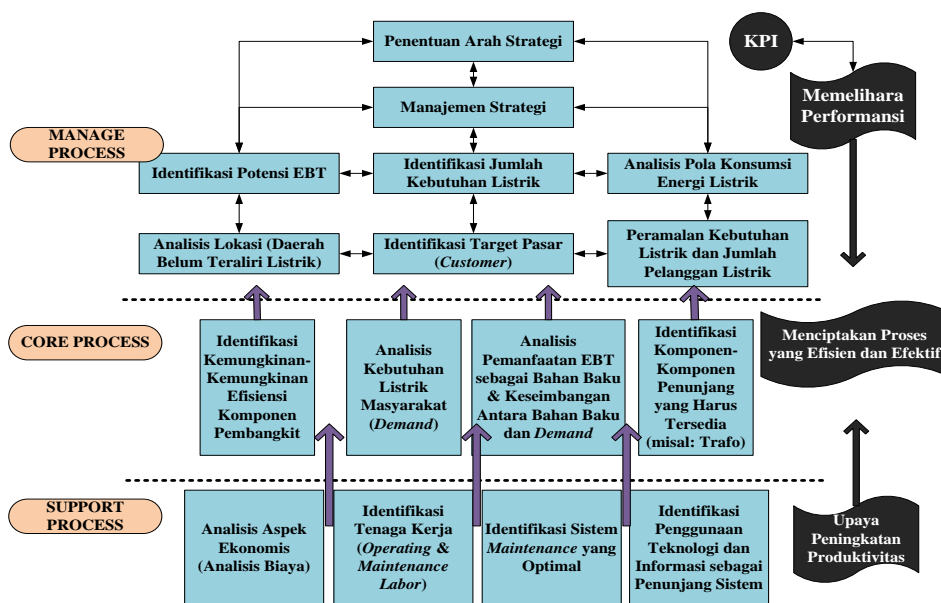 Penentuan Arah Strategi
KPI
Memelihara
Performansi
Manajemen Strategi
MANAGE
PROCESS
Identifikasi Potensi EBT
Identifikasi Jumlah
Kebutuhan Listrik
Analisis Pola Konsumsi
Energi Listrik
Analisis Lokasi (Daerah
Belum Teraliri Listrik)
Identifikasi Target Pasar
(Customer)
Peramalan Kebutuhan
Listrik dan Jumlah
Pelanggan Listrik
CORE PROCESS
Identifikasi
Kemungkinan-
Kemungkinan
Efisiensi
Komponen
Pembangkit
Analisis
Kebutuhan
Listrik
Masyarakat
(Demand)
Analisis
Pemanfaatan EBT
sebagai Bahan Baku
& Keseimbangan
Antara Bahan Baku
dan Demand
Identifikasi
Komponen-
Komponen
Penunjang
yang Harus
Tersedia
(misal: Trafo)
Menciptakan Proses
yang Efisien dan Efektif
SUPPORT
PROCESS
Analisis Aspek
Ekonomis
(Analisis Biaya)
Identifikasi
Tenaga Kerja
(Operating &
Maintenance
Labor)
Identifikasi Sistem
Maintenance yang
Optimal
Identifikasi
Penggunaan
Teknologi dan
Informasi sebagai
Penunjang Sistem
Upaya
Peningkatan
Produktivitas